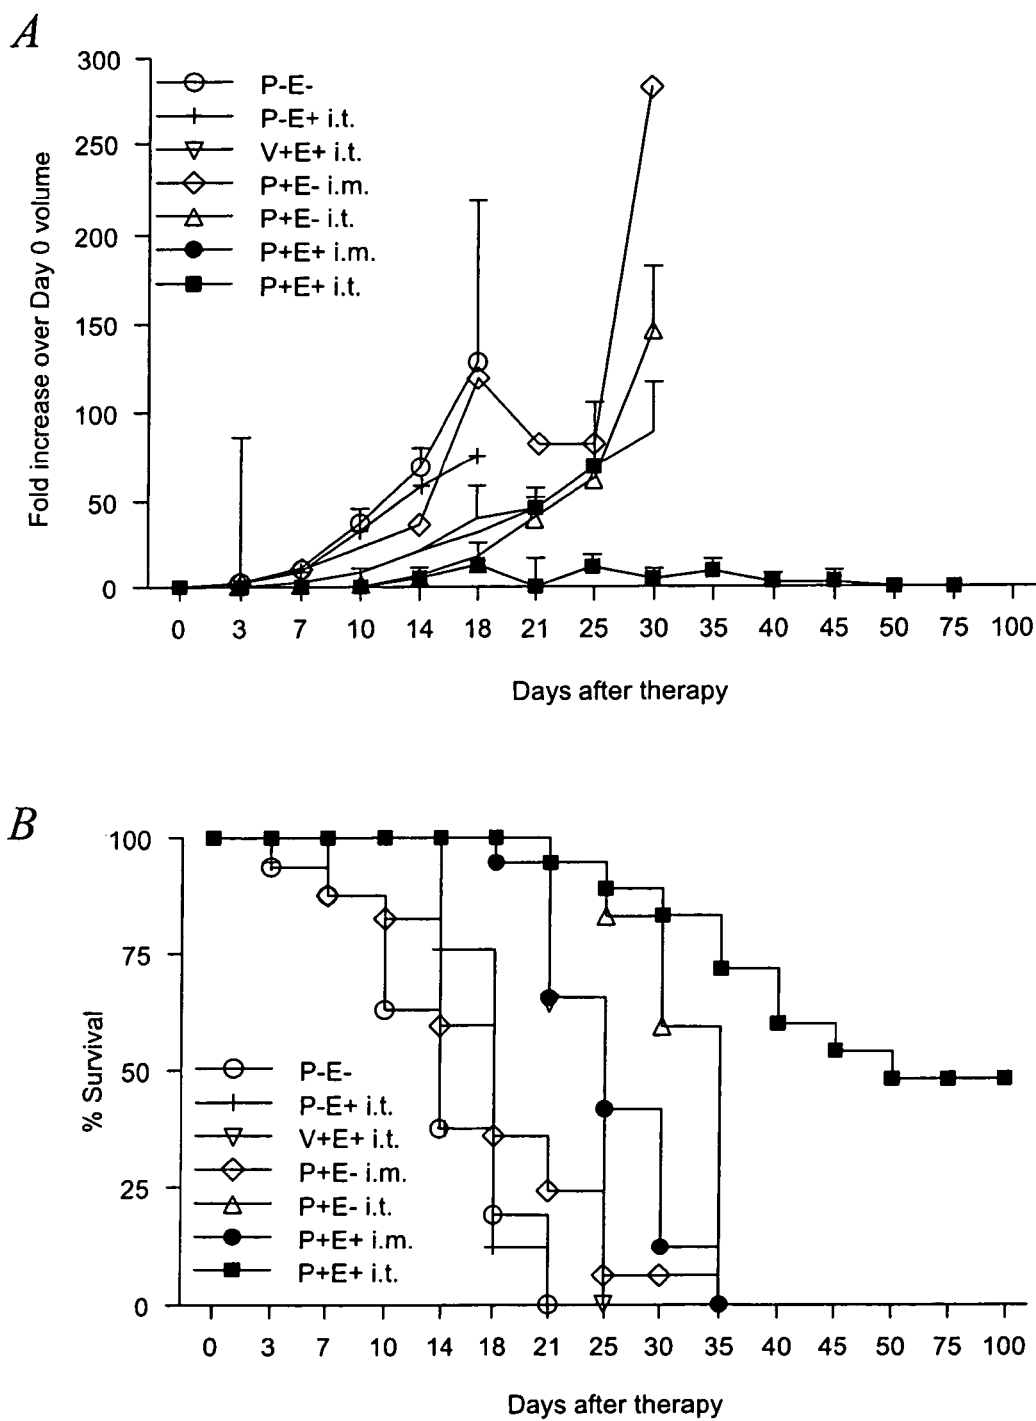 A
300
250
200
150
100
50
0
Fold increase over Day 0 volume
P-E-
P-E+ i.t.
V+E+ i.t.
P+E- i.m.
P+E- i.t.
P+E+ i.m.
P+E+ i.t.
0 3 7 10 14 18 21 25 30 35 40 45 50 75 100
Days after therapy
B
100
75
50
25
0
% Survival
P-E-
P-E+ i.t.
V+E+ i.t.
P+E- i.m.
P+E- i.t.
P+E+ i.m.
P+E+ i.t.
0 3 7 10 14 18 21 25 30 35 40 45 50 75 100
Days after therapy